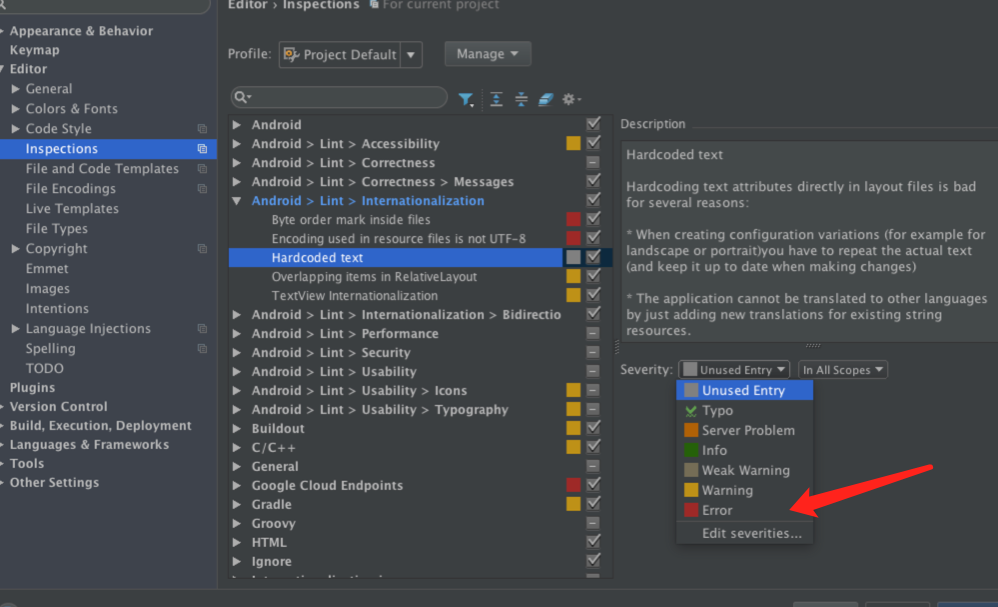 Editor › Inspections For current project
Appearance & Behavior
Keymap
Editor
General
Colors & Fonts
Code Style
Inspections
File and Code Templates
File Encodings
Live Templates
File Types
Copyright
Emmet
Images
Intentions
Language Injections
Spelling
TODO
Plugins
Version Control
Build, Execution, Deployment
Languages & Frameworks
Tools
Other Settings
Profile: Project Default Manage
Android
Android > Lint > Accessibility
Android > Lint > Correctness
Android > Lint > Correctness > Messages
Android > Lint > Internationalization
Byte order mark inside files
Encoding used in resource files is not UTF-8
Hardcoded text
Overlapping items in RelativeLayout
TextView Internationalization
Android > Lint > Internationalization > Bidirectio
Android > Lint > Performance
Android > Lint > Security
Android > Lint > Usability
Android > Lint > Usability > Icons
Android > Lint > Usability > Typography
Buildout
C/C++
General
Google Cloud Endpoints
Gradle
Groovy
HTML
Ignore
Description
Hardcoded text
Hardcoding text attributes directly in layout files is bad
for several reasons:
* When creating configuration variations (for example for
landscape or portrait)you have to repeat the actual text
(and keep it up to date when making changes)
* The application cannot be translated to other languages
by just adding new translations for existing string
resources.
Severity: Unused Entry In All Scopes
Unused Entry
Typo
Server Problem
Info
Weak Warning
Warning
Error
Edit severities...